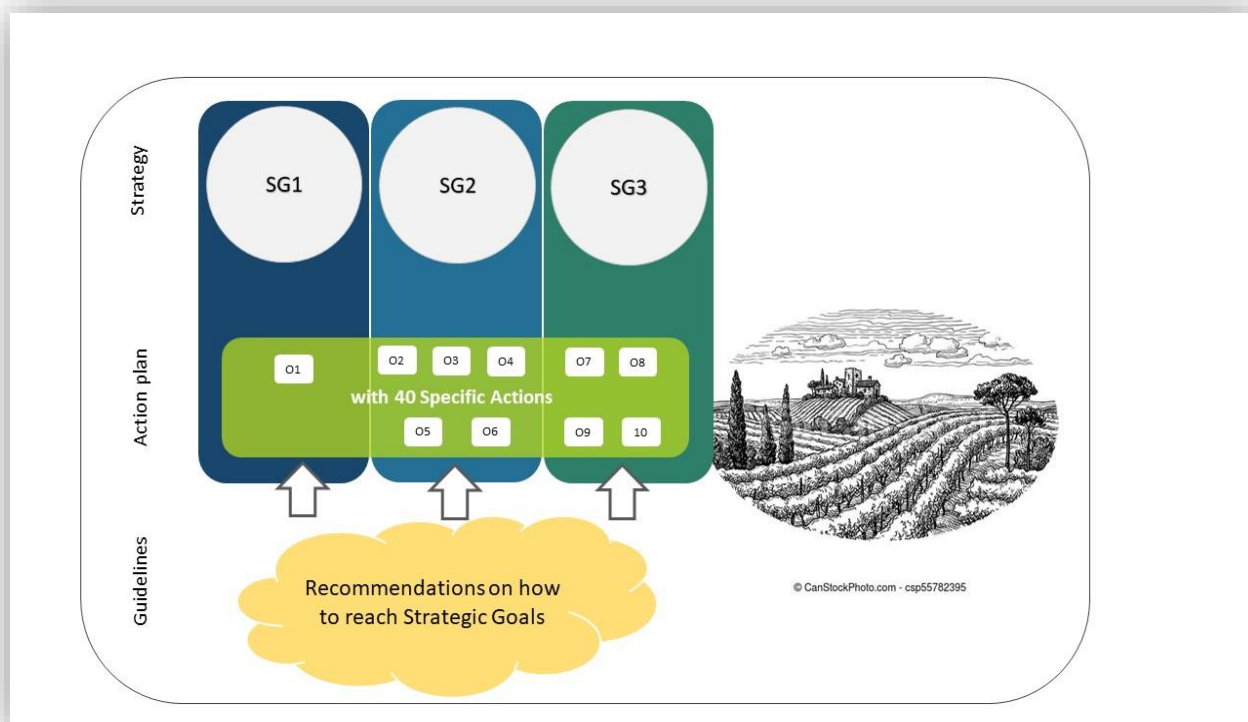 Strategy
SG1
SG2
SG3
Action plan
O1
O2
O3
O4
O7
O8
with 40 Specific Actions
O5
O6
O9
10
Guidelines
Recommendations on how
to reach Strategic Goals
© CanStockPhoto.com - csp55782395